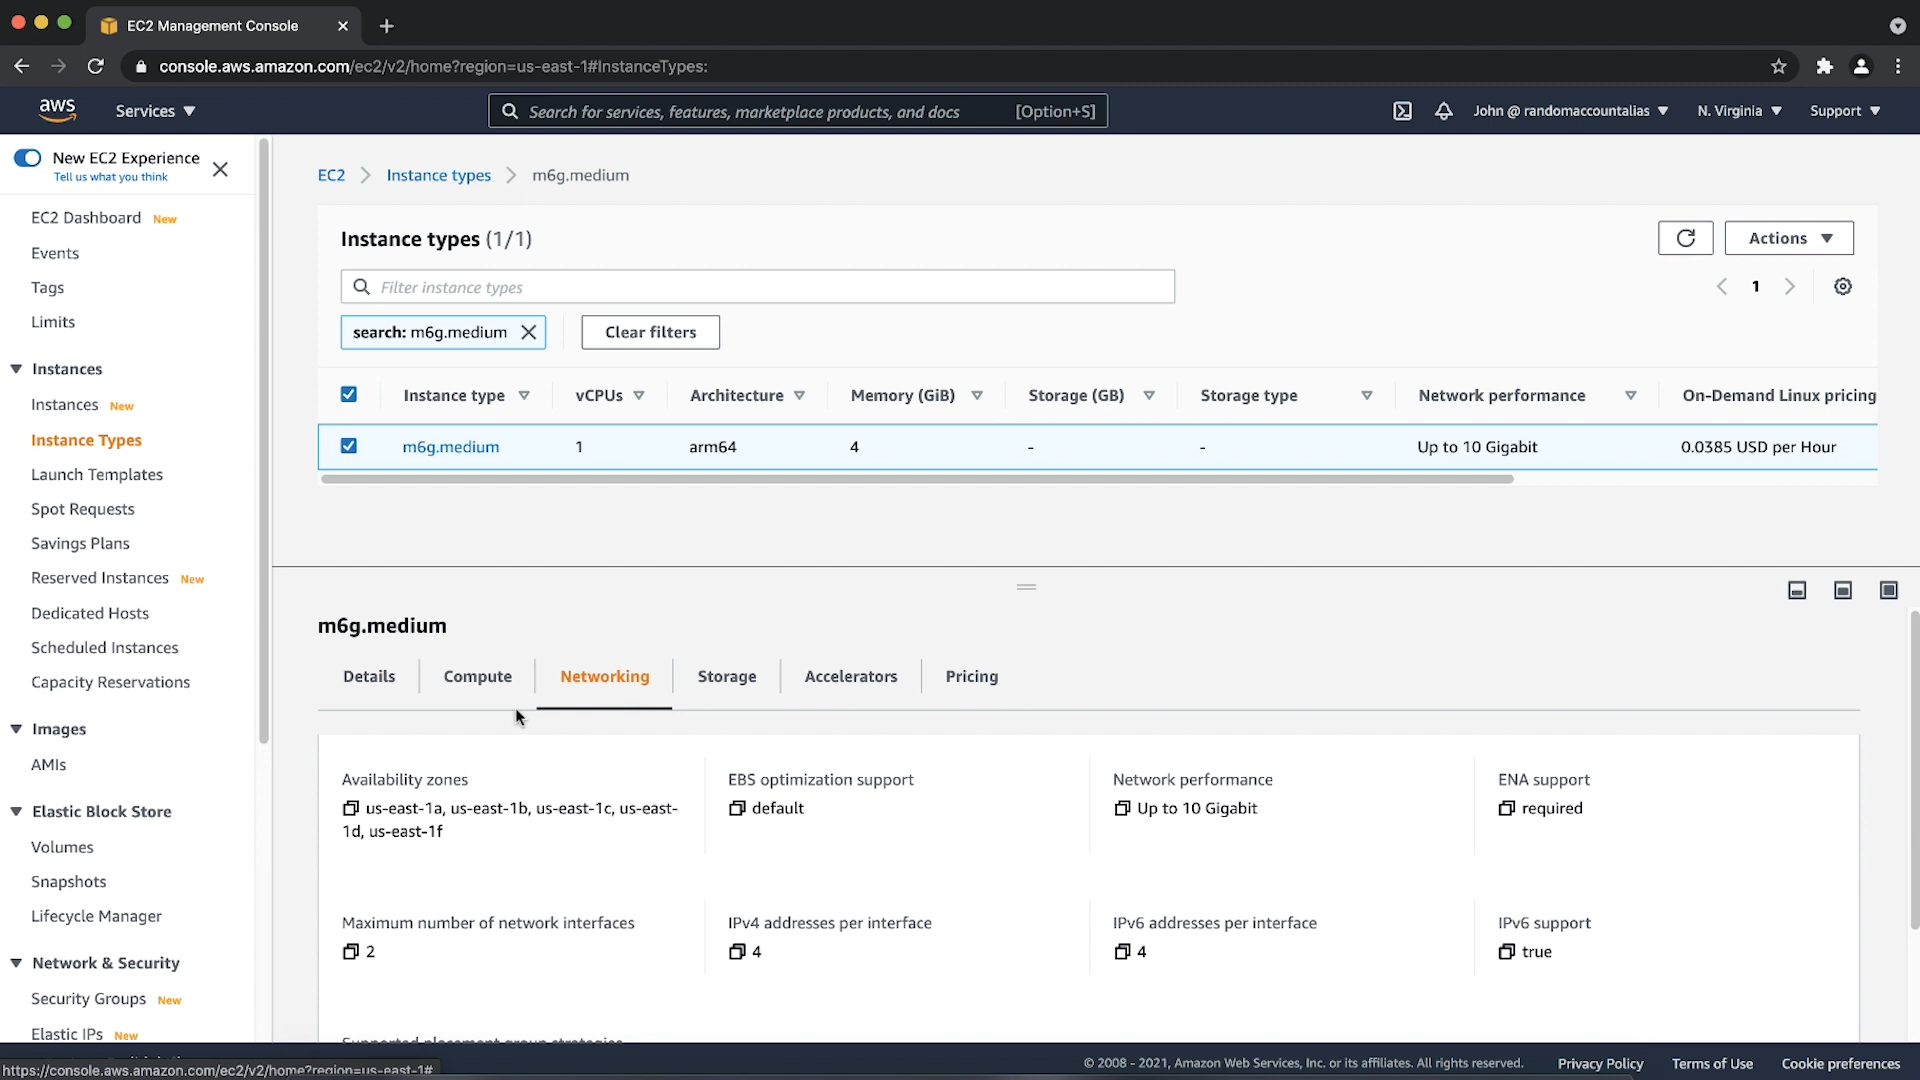 EC2 Management Console
console.aws.amazon.com/ec2/v2/home?region=us-east-1#InstanceTypes:
aws
Services
Search for services, features, marketplace products, and docs [Option+S]
John @ randomaccountalias
N. Virginia
Support
New EC2 Experience
Tell us what you think
EC2 Dashboard New
Events
Tags
Limits
Instances
Instances New
Instance Types
Launch Templates
Spot Requests
Savings Plans
Reserved Instances New
Dedicated Hosts
Scheduled Instances
Capacity Reservations
Images
AMIs
Elastic Block Store
Volumes
Snapshots
Lifecycle Manager
Network & Security
Security Groups New
Elastic IPs New
EC2 > Instance types > m6g.medium
Instance types (1/1)
Actions
Filter instance types
1
search: m6g.medium
Clear filters
Instance type vCPUs Architecture Memory (GiB) Storage (GB) Storage type Network performance On-Demand Linux pricing
m6g.medium 1 arm64 4 - - Up to 10 Gigabit 0.0385 USD per Hour
m6g.medium
Details Compute Networking Storage Accelerators Pricing
Availability zones
us-east-1a, us-east-1b, us-east-1c, us-east-
1d, us-east-1f
EBS optimization support
default
Network performance
Up to 10 Gigabit
ENA support
required
Maximum number of network interfaces
2
IPv4 addresses per interface
4
IPv6 addresses per interface
4
IPv6 support
true
Supported placement group strategies
https://console.aws.amazon.com/ec2/v2/home?region=us-east-1#
© 2008 - 2021, Amazon Web Services, Inc. or its affiliates. All rights reserved.
Privacy Policy
Terms of Use
Cookie preferences